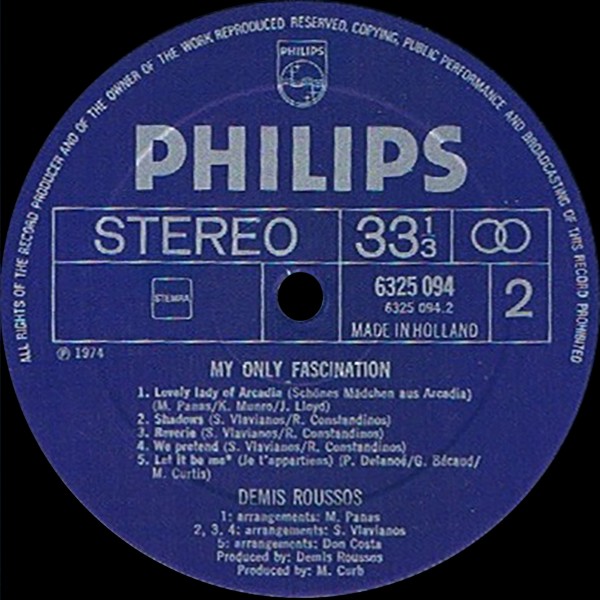 ALL RIGHTS OF THE RECORD PRODUCER AND OF THE OWNER OF THE WORK REPRODUCED RESERVED. COPYING, PUBLIC PERFORMANCE AND BROADCASTING OF THIS RECORD PROHIBITED
PHILIPS
PHILIPS
STEREO 33 1/3
STEMRA 6325 094 2
6325 094.2
MADE IN HOLLAND
℗ 1974
MY ONLY FASCINATION
1. Lovely lady of Arcadia (Schönes Mädchen aus Arcadia)
(M. Panas/K. Munro/J. Lloyd)
2. Shadows (S. Vlavianos/R. Constandinos)
3. Reverie (S. Vlavianos/R. Constandinos)
4. We pretend (S. Vlavianos/R. Constandinos)
5. Let it be me* (Je t'appartiens) (P. Delanoé/G. Bécaud/
M. Curtis)
DEMIS ROUSSOS
1: arrangements: M. Panas
2, 3, 4: arrangements: S. Vlavianos
5: arrangements: Don Costa
Produced by: Demis Roussos
Produced by: M. Curb